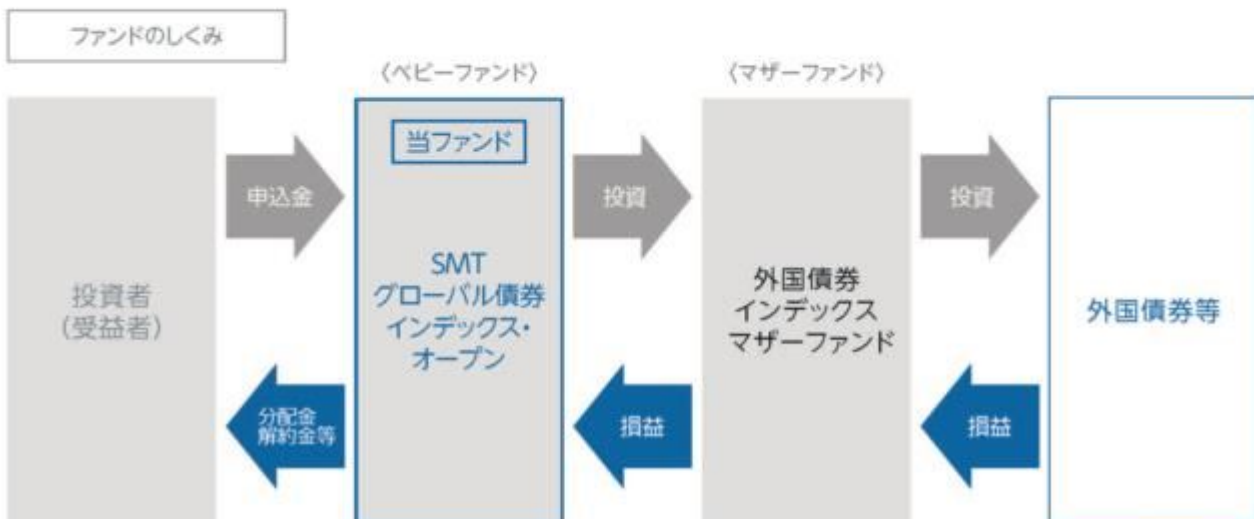 ファンドのしくみ
〈ベビーファンド〉
〈マザーファンド〉
投資者
(受益者)
申込金
分配金
解約金等
当ファンド
SMT
グローバル債券
インデックス・
オープン
投資
損益
外国債券
インデックス
マザーファンド
投資
損益
外国債券等